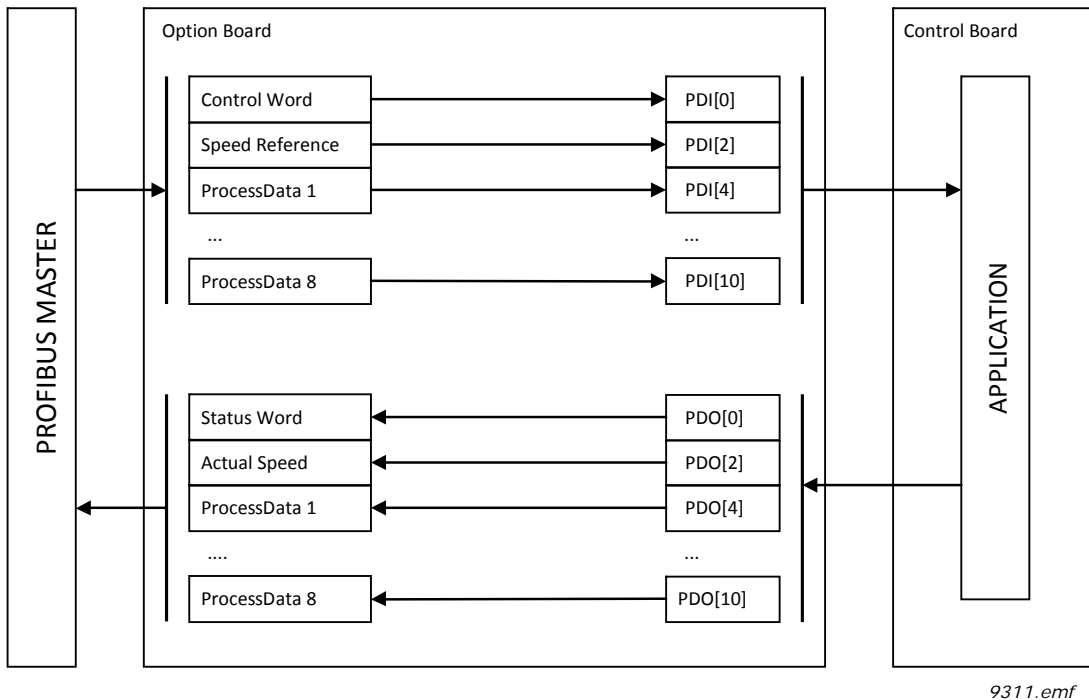 Option Board
Control Board
Control Word
PDI[0]
Speed Reference
PDI[2]
ProcessData 1
PDI[4]
...
...
ProcessData 8
PDI[10]
PROFIBUS MASTER
APPLICATION
Status Word
PDO[0]
Actual Speed
PDO[2]
ProcessData 1
PDO[4]
....
...
ProcessData 8
PDO[10]
9311.emf